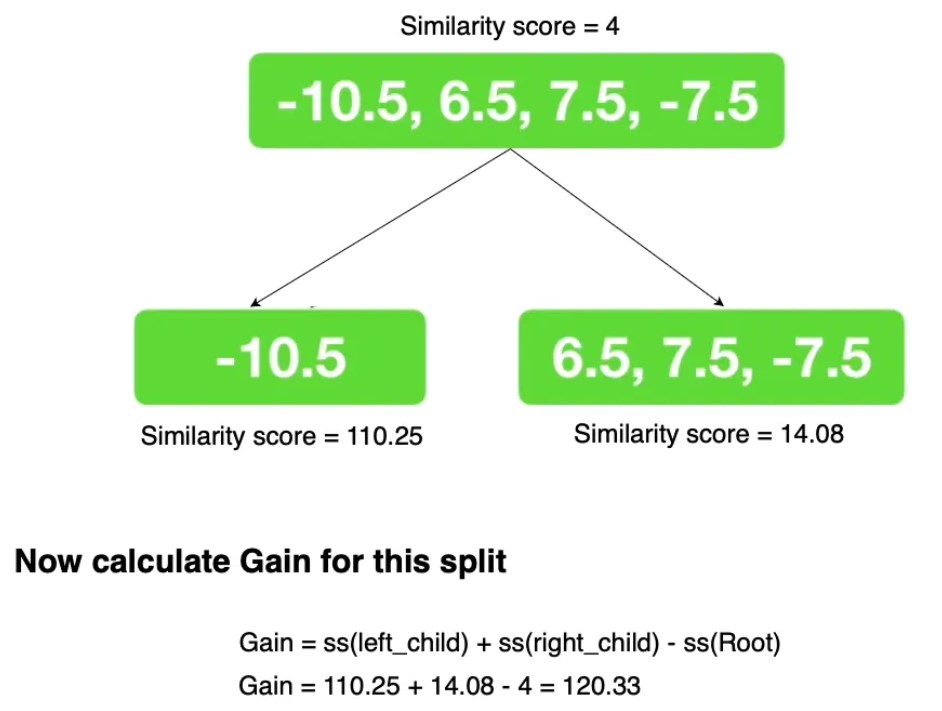 Similarity score = 4
-10.5, 6.5, 7.5, -7.5
-10.5
6.5, 7.5, -7.5
Similarity score = 110.25
Similarity score = 14.08
Now calculate Gain for this split
Gain = ss(left_child) + ss(right_child) - ss(Root)
Gain = 110.25 + 14.08 - 4 = 120.33